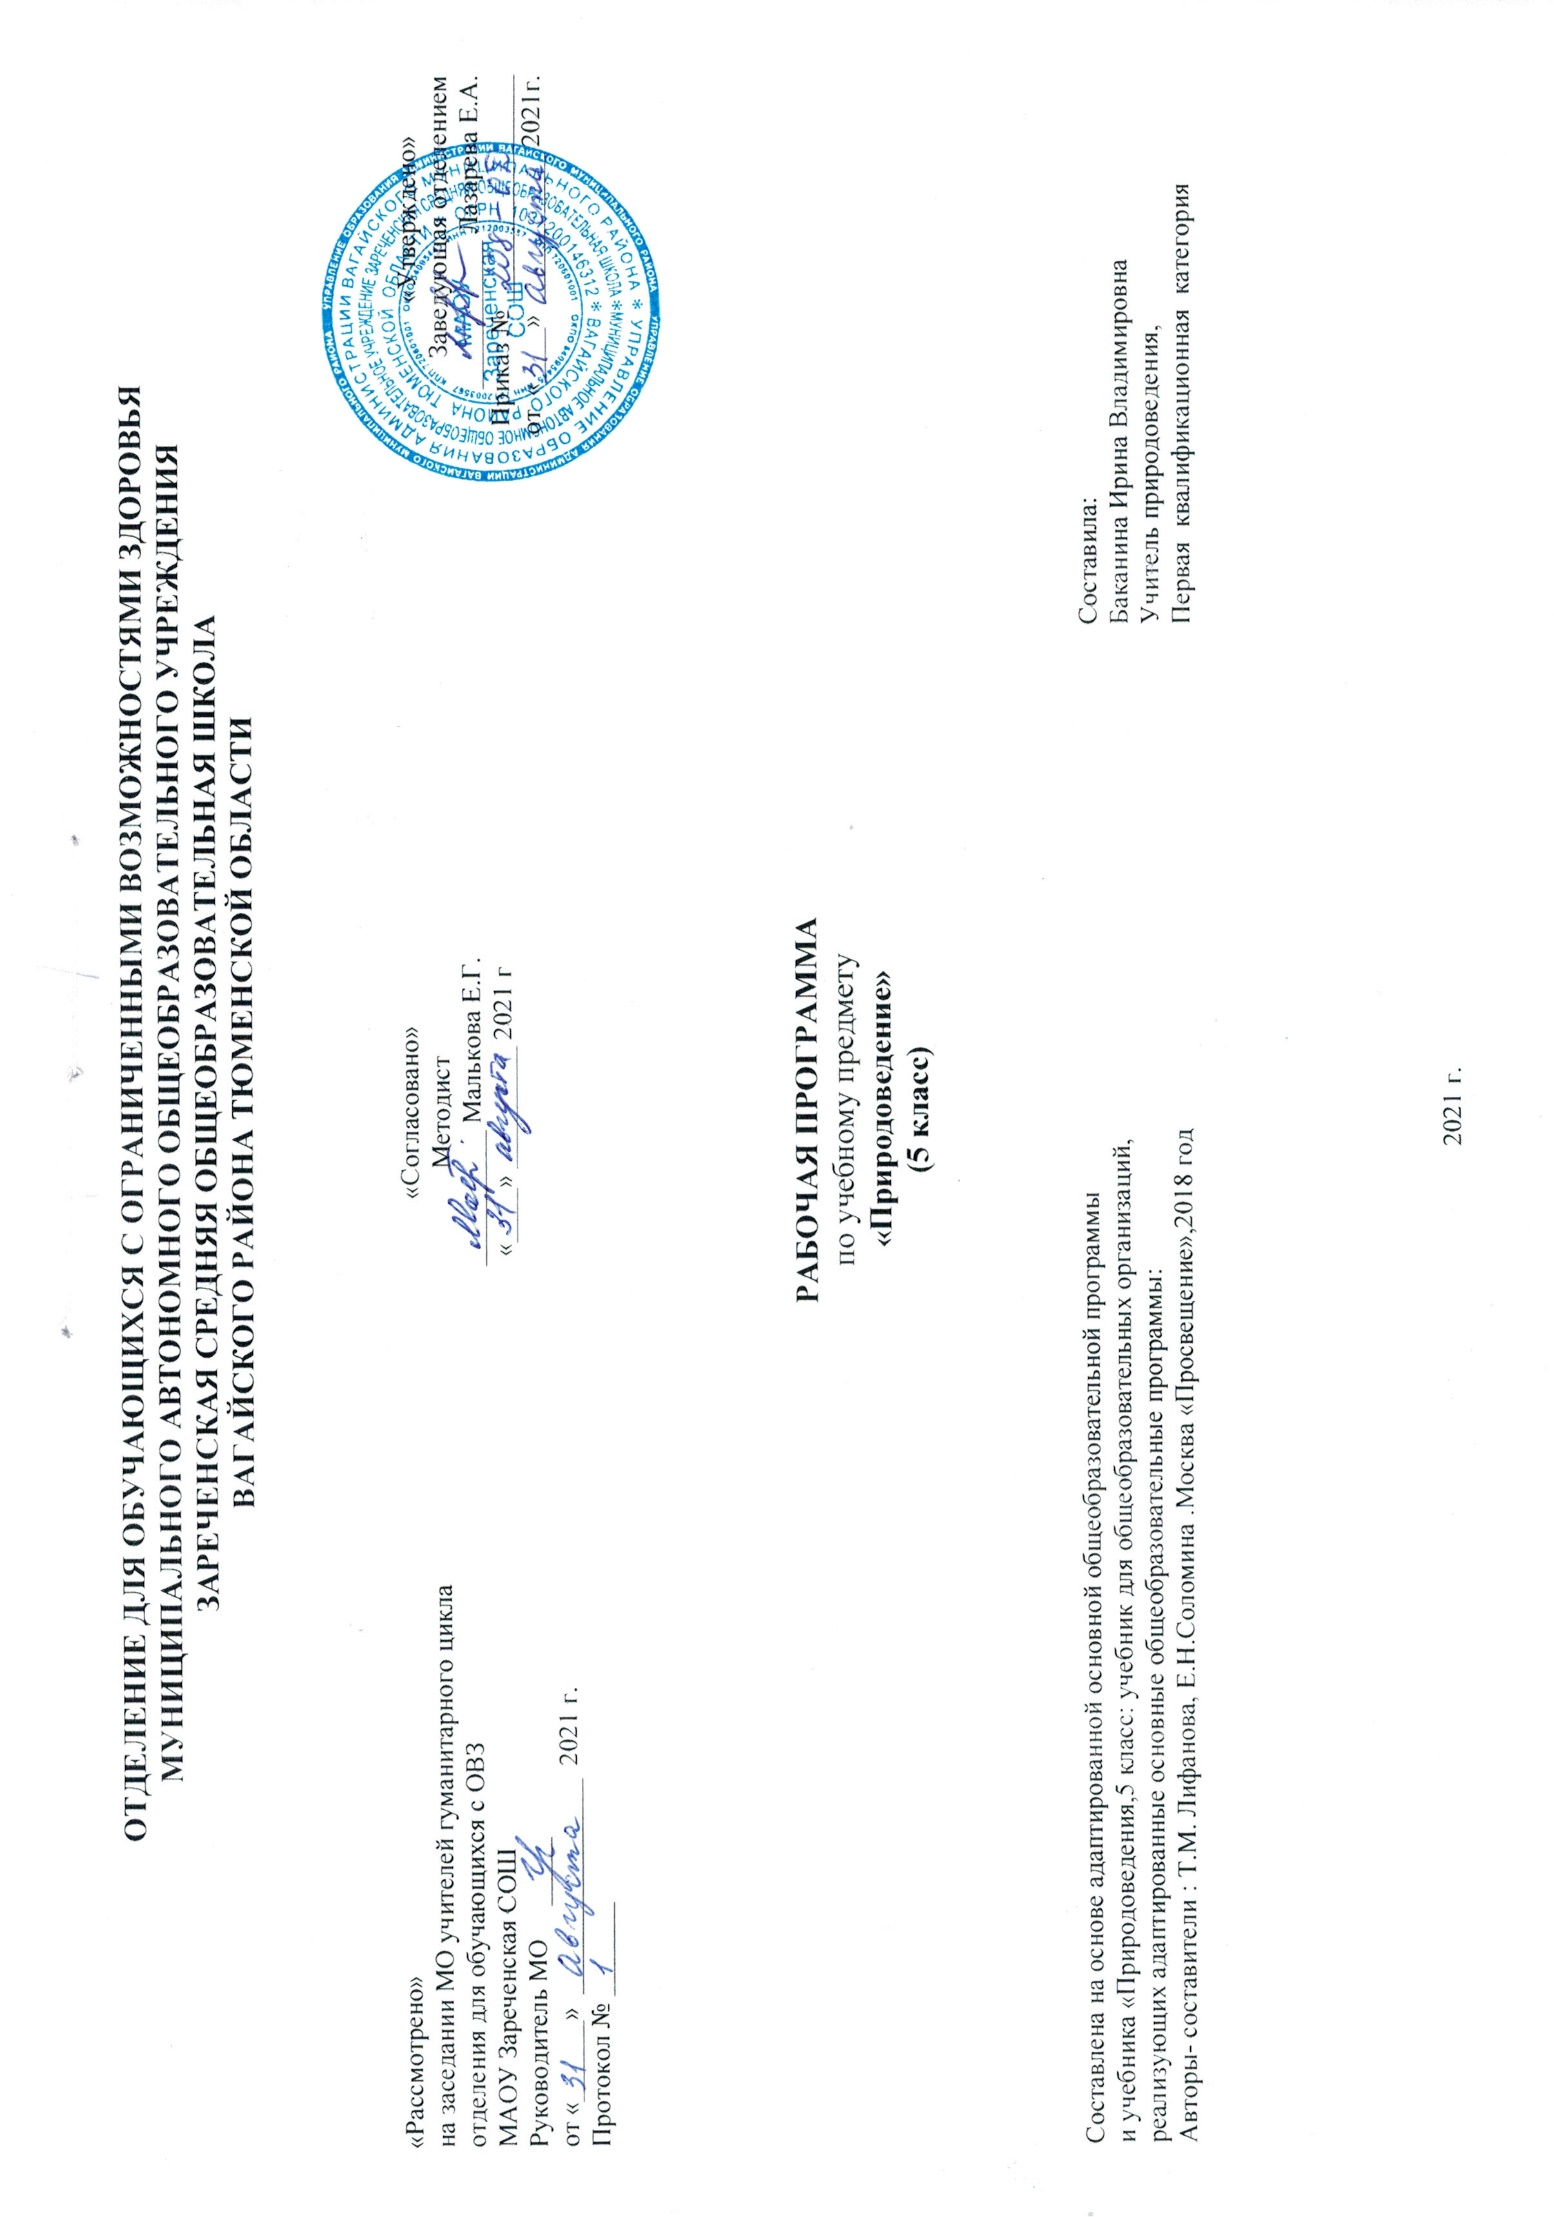 ОТДЕЛЕНИЕ ДЛЯ ОБУЧАЮЩИХСЯ С ОГРАНИЧЕННЫМИ ВОЗМОЖНОСТЯМИ ЗДОРОВЬЯ
МУНИЦИПАЛЬНОГО АВТОНОМНОГО ОБЩЕОБРАЗОВАТЕЛЬНОГО УЧРЕЖДЕНИЯ
ЗАРЕЧЕНСКАЯ СРЕДНЯЯ ОБЩЕОБРАЗОВАТЕЛЬНАЯ ШКОЛА
ВАГАЙСКОГО РАЙОНА ТЮМЕНСКОЙ ОБЛАСТИ
«Рассмотрено»
на заседании МО учителей гуманитарного цикла
отделения для обучающихся с ОВЗ
МАОУ Зареченская СОШ
Руководитель МО
от « 31 » августа 2021 г.
Протокол № 1
«Согласовано»
Методист
Малькова Е.Г.
« 31 » августа 2021 г
«Утверждено»
Заведующая отделением
Лазарева Е.А.
Приказ № 208
от « 31 » августа 2021г.
Зареченская
СОШ
РАБОЧАЯ ПРОГРАММА
по учебному предмету
«Природоведение»
(5 класс)
Составлена на основе адаптированной основной общеобразовательной программы
и учебника «Природоведения,5 класс: учебник для общеобразовательных организаций,
реализующих адаптированные основные общеобразовательные программы:
Авторы- составители : Т.М. Лифанова, Е.Н.Соломина .Москва «Просвещение»,2018 год
Составила:
Баканина Ирина Владимировна
Учитель природоведения,
Первая квалификационная категория
2021 г.